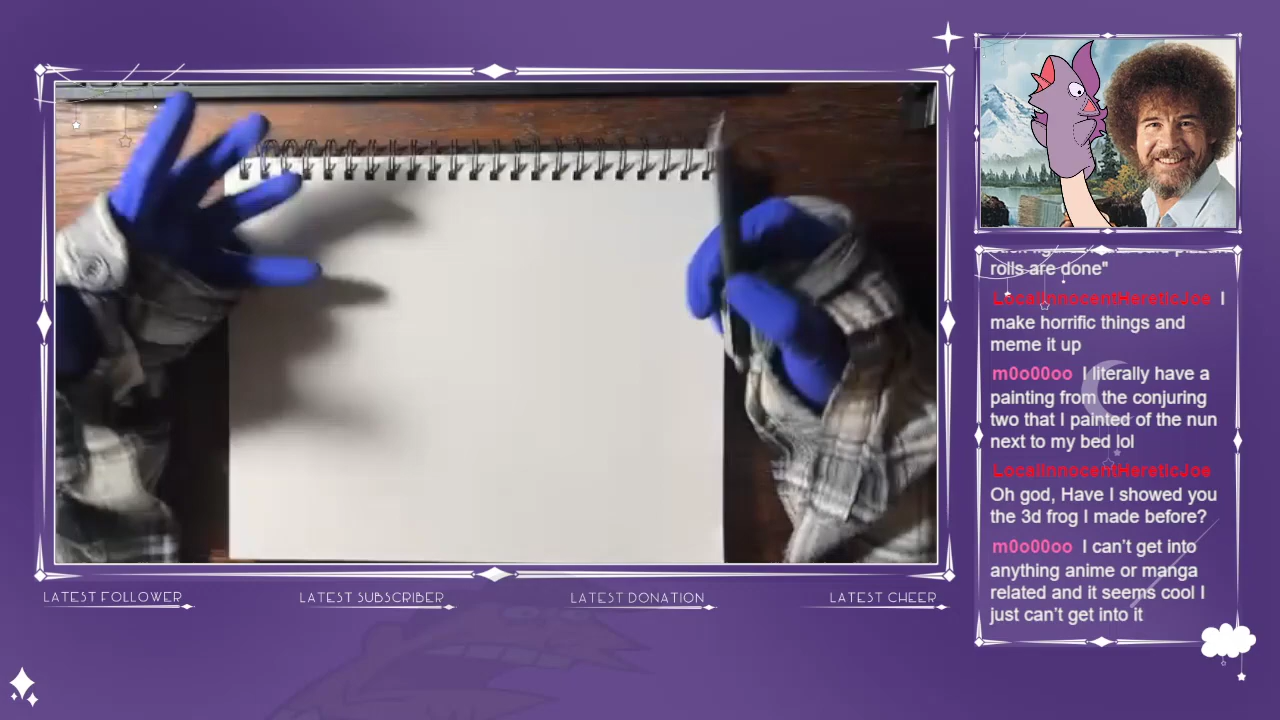 rolls are done"
LocalInnocentHereticJoe I
make horrific things and
meme it up
m0o00oo I literally have a
painting from the conjuring
two that I painted of the nun
next to my bed lol
LocalInnocentHereticJoe
Oh god, Have I showed you
the 3d frog I made before?
m0o00oo I can't get into
anything anime or manga
related and it seems cool I
just can't get into it
LATEST FOLLOWER
LATEST SUBSCRIBER
LATEST DONATION
LATEST CHEER